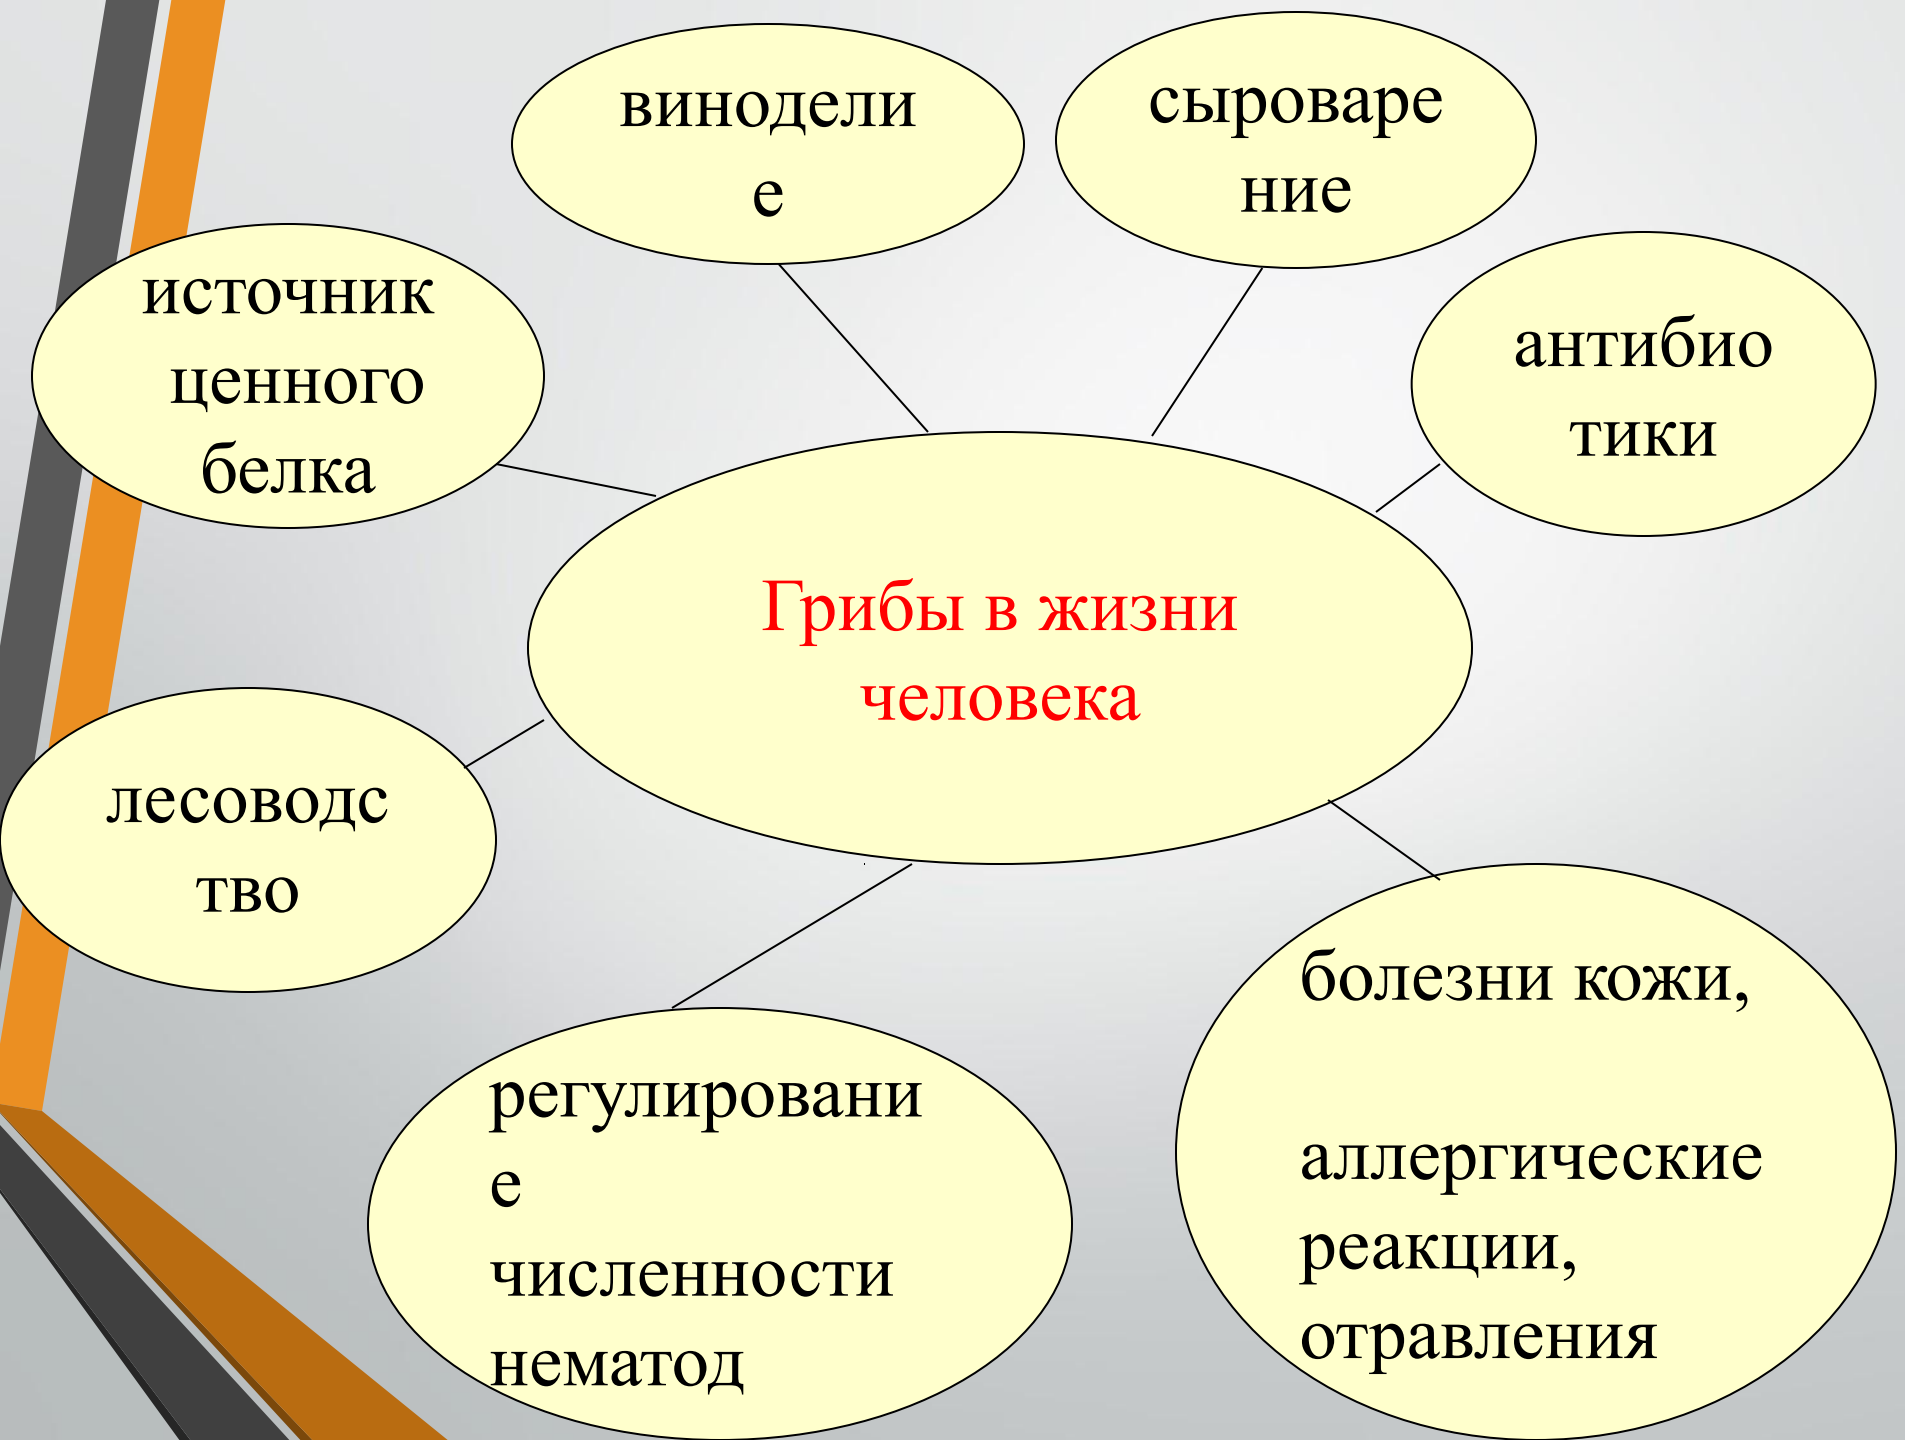 виноделие
е
сыроваре
ние
источник
ценного
белка
антибио
тики
Грибы в жизни
человека
лесоводс
тво
регулировани
е
численности
нематод
болезни кожи,
аллергические
реакции,
отравления